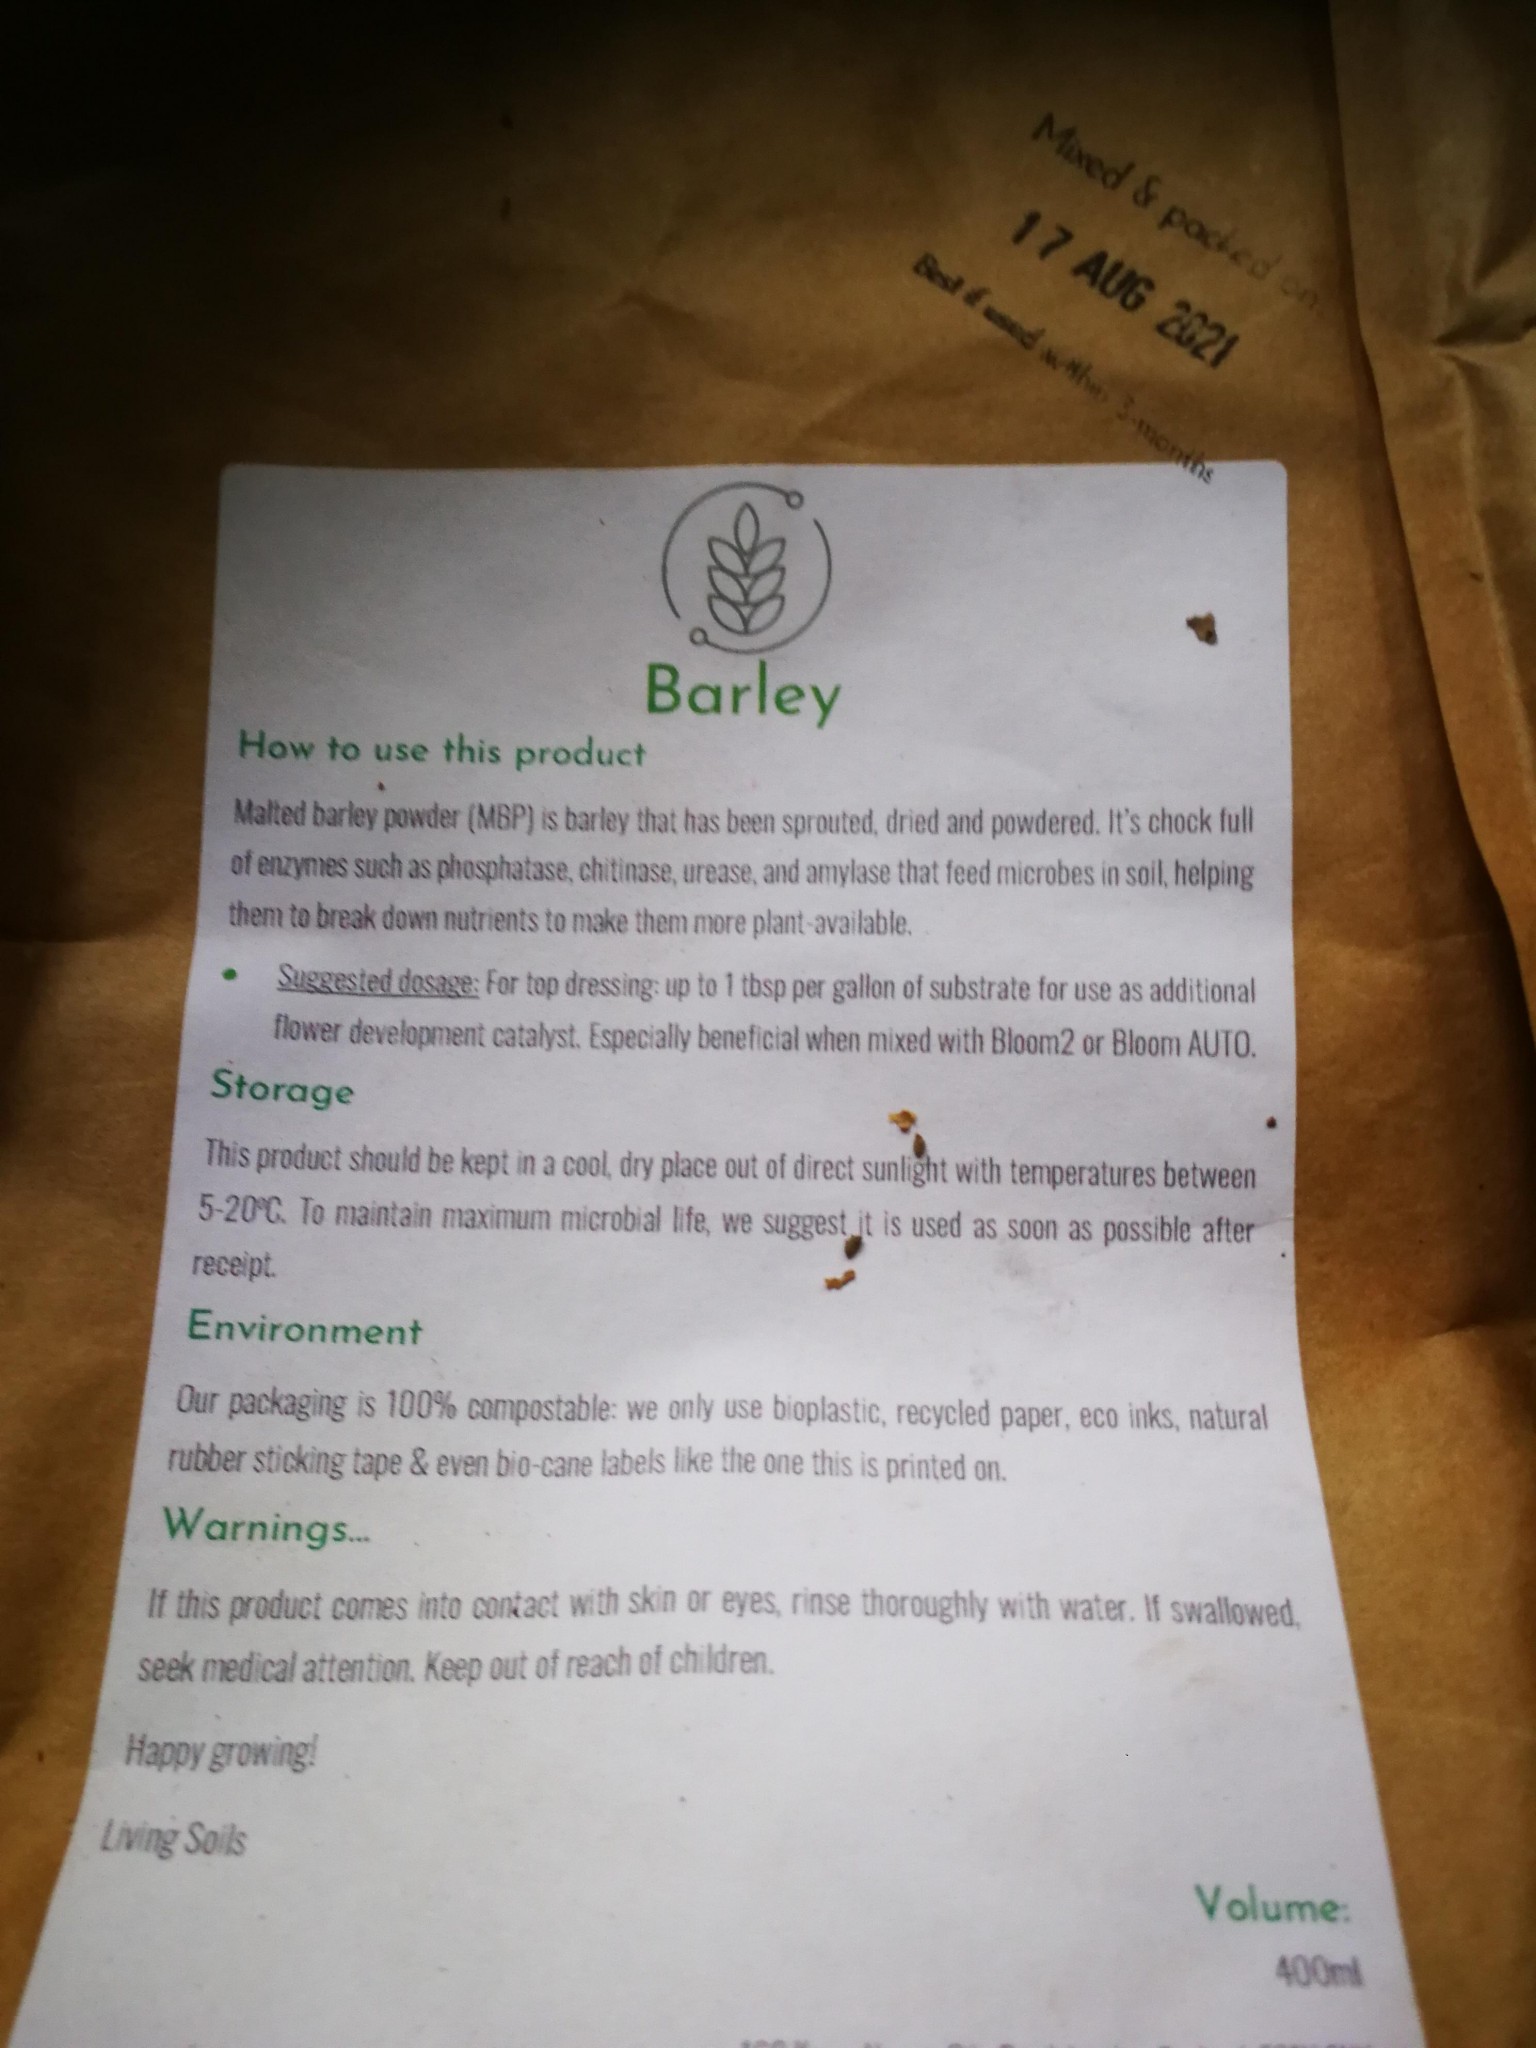 Mixed & packed on:
17 AUG 2021
Best if used within 3-months
Barley
How to use this product
Malted barley powder (MBP) is barley that has been sprouted, dried and powdered. It's chock full
of enzymes such as phosphatase, chitinase, urease, and amylase that feed microbes in soil, helping
them to break down nutrients to make them more plant-available.
• Suggested dosage: For top dressing: up to 1 tbsp per gallon of substrate for use as additional
flower development catalyst. Especially beneficial when mixed with Bloom2 or Bloom AUTO.
Storage
This product should be kept in a cool, dry place out of direct sunlight with temperatures between
5-20ºC. To maintain maximum microbial life, we suggest it is used as soon as possible after
receipt.
Environment
Our packaging is 100% compostable: we only use bioplastic, recycled paper, eco inks, natural
rubber sticking tape & even bio-cane labels like the one this is printed on.
Warnings...
If this product comes into contact with skin or eyes, rinse thoroughly with water. If swallowed,
seek medical attention. Keep out of reach of children.
Happy growing!
Living Soils
Volume:
400ml